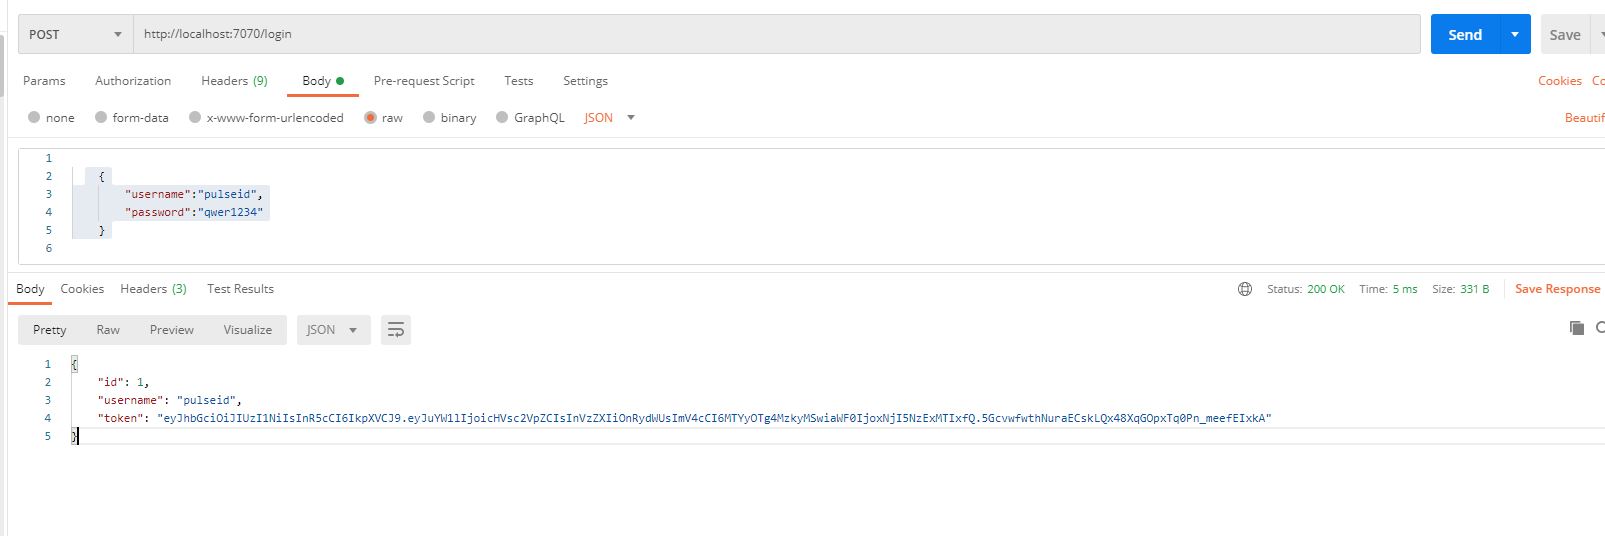 POST http://localhost:7070/login Send Save
Params Authorization Headers (9) Body Pre-request Script Tests Settings Cookies Co
none form-data x-www-form-urlencoded raw binary GraphQL JSON Beautif
1
2 {
3 "username":"pulseid",
4 "password":"qwer1234"
5 }
6
Body Cookies Headers (3) Test Results Status: 200 OK Time: 5 ms Size: 331 B Save Response
Pretty Raw Preview Visualize JSON
1 {
2 "id": 1,
3 "username": "pulseid",
4 "token": "eyJhbGciOiJIUzI1NiIsInR5cCI6IkpXVCJ9.eyJuYW1lIjoicHVsc2VpZCIsInVzZXIiOnRydWUsImV4cCI6MTYyOTg4MzkyMSwiaWF0IjoxNjI5NzExMTIxfQ.5GcvwfwthNuraECskLQx48XqGOpxTq0Pn_meefEIxkA"
5 }